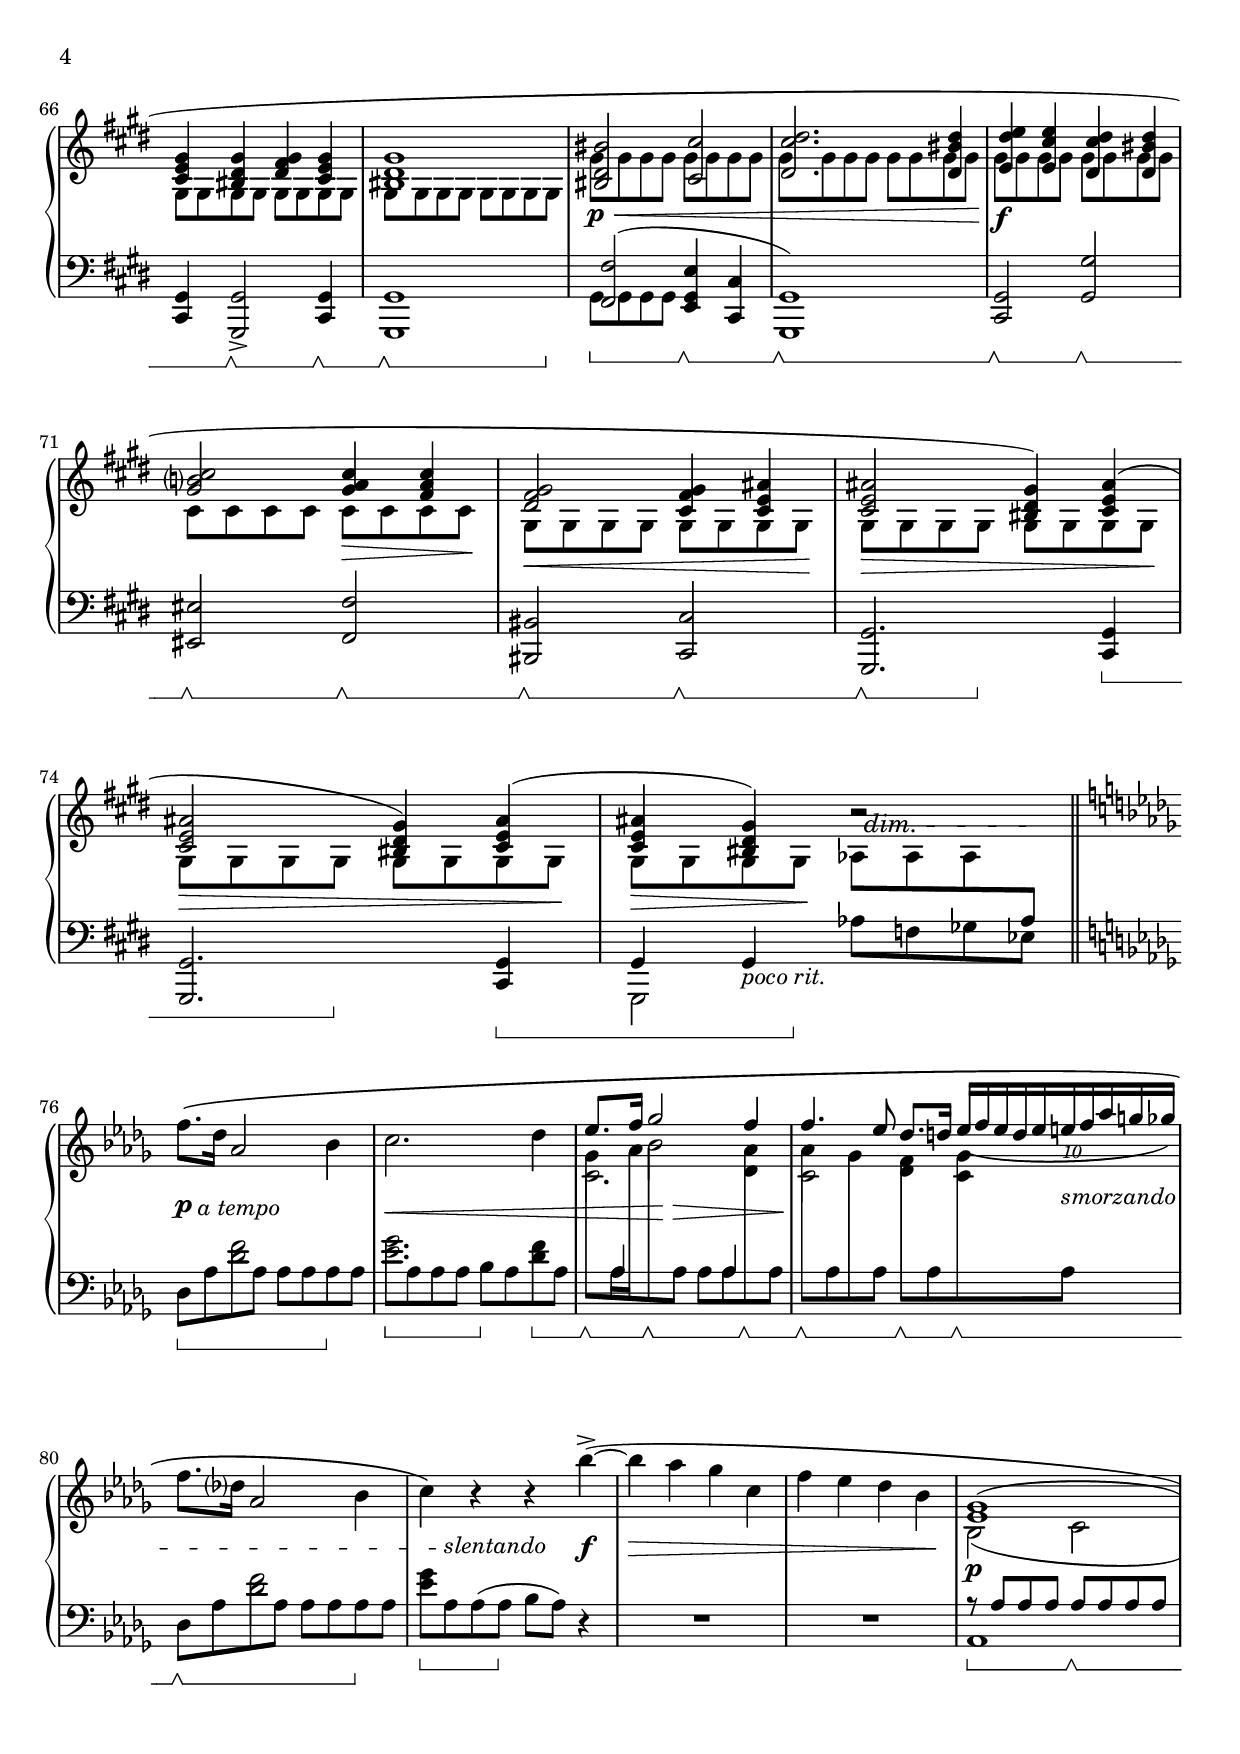 4
66
p
f
71
74
dim.
poco rit.
76
p a tempo
10
smorzando
80
slentando f
p